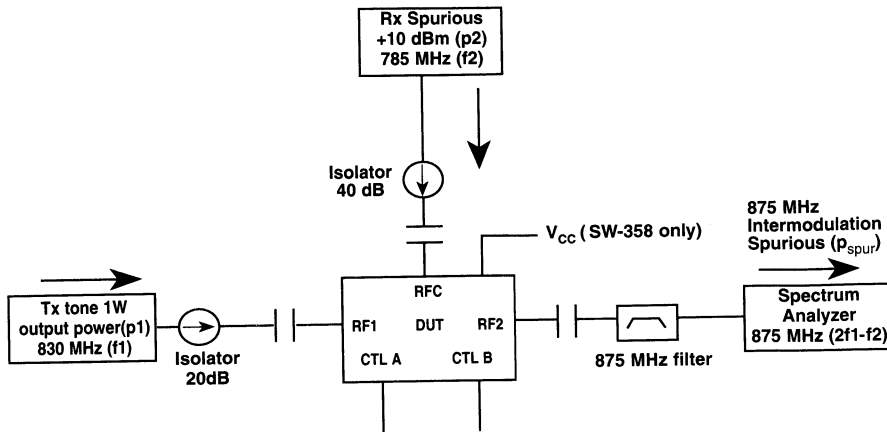 Rx Spurious
+10 dBm (p2)
785 MHz (f2)
Isolator
40 dB
VCC (SW-358 only)
875 MHz
Intermodulation
Spurious (pspur)
Tx tone 1W
output power(p1)
830 MHz (f1)
Isolator
20dB
RFC
RF1 DUT RF2
CTL A CTL B
875 MHz filter
Spectrum
Analyzer
875 MHz (2f1-f2)